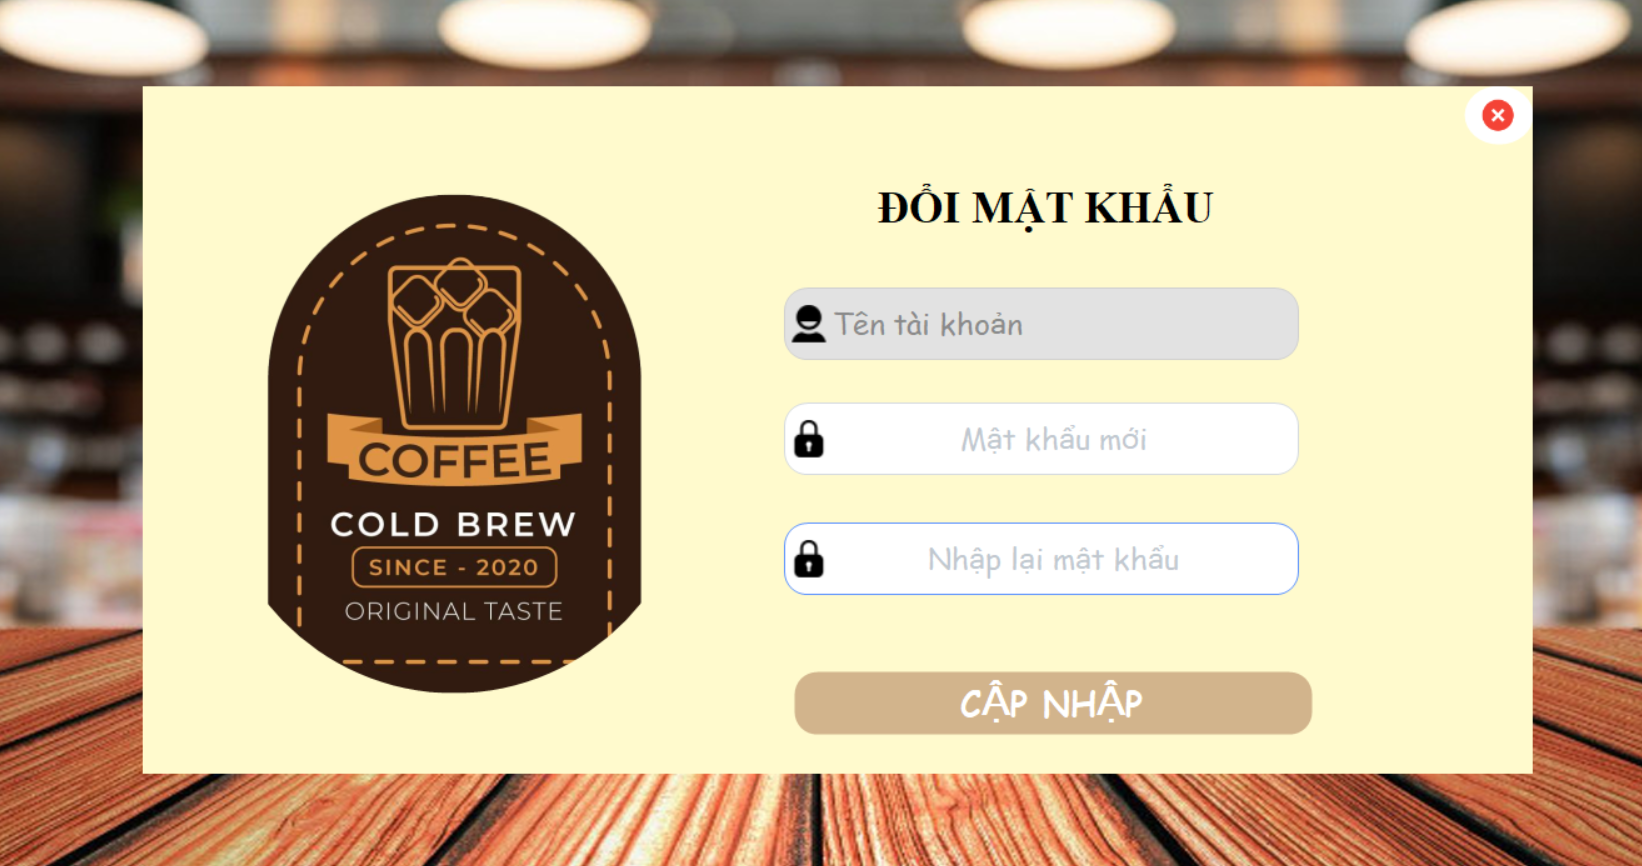 COFFEE
COLD BREW
SINCE - 2020
ORIGINAL TASTE
ĐỔI MẬT KHẨU
Tên tài khoản
Mật khẩu mới
Nhập lại mật khẩu
CẬP NHẬP